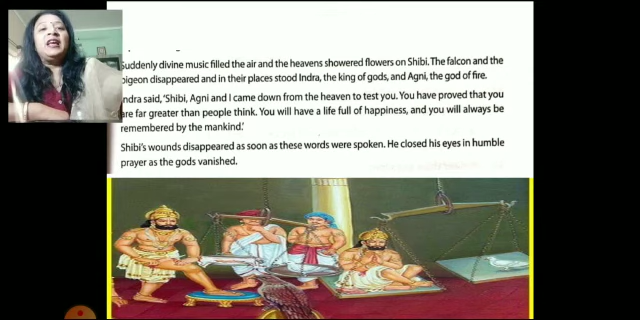 Suddenly divine music filled the air and the heavens showered flowers on Shibi. The falcon and the
pigeon disappeared and in their places stood Indra, the king of gods, and Agni, the god of fire.
Indra said, 'Shibi, Agni and I came down from the heaven to test you. You have proved that you
are far greater than people think. You will have a life full of happiness, and you will always be
remembered by the mankind.'
Shibi's wounds disappeared as soon as these words were spoken. He closed his eyes in humble
prayer as the gods vanished.